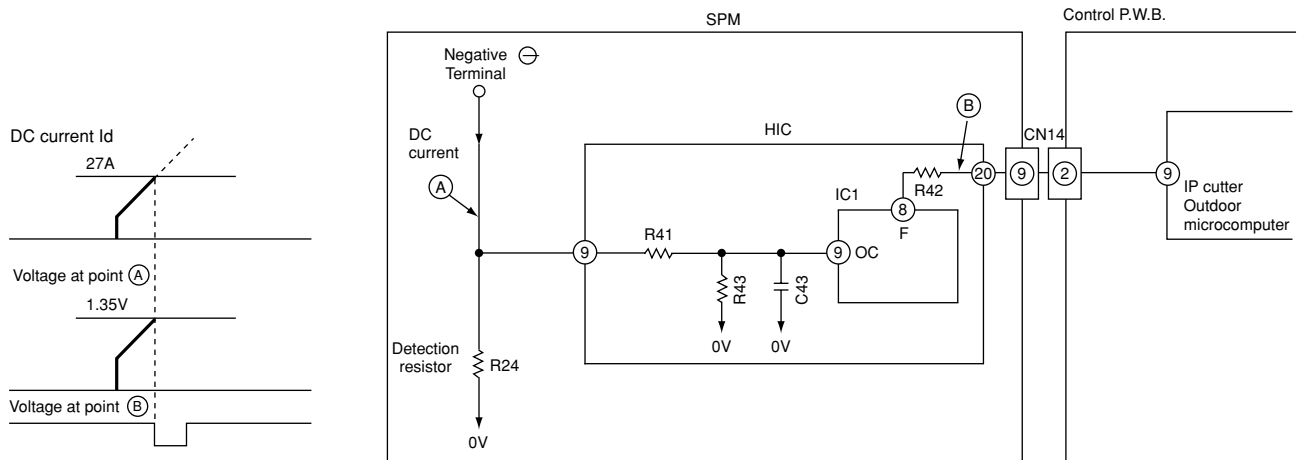 DC current Id
27A
Voltage at point A
1.35V
Voltage at point B
SPM
Negative ⊖
Terminal
DC
current
A
Detection
resistor
R24
0V
HIC
9
R41
R43
0V
C43
0V
IC1
9
OC
8
F
R42
B
20
CN14
9
2
Control P.W.B.
9
IP cutter
Outdoor
microcomputer